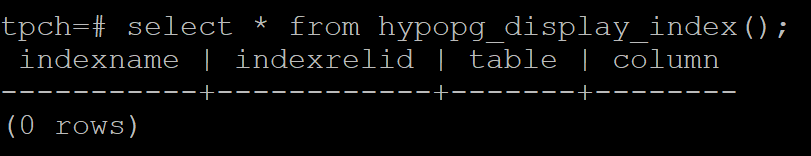 tpch=# select * from hypopg_display_index();
 indexname | indexrelid | table | column
-----------+------------+-------+--------
(0 rows)